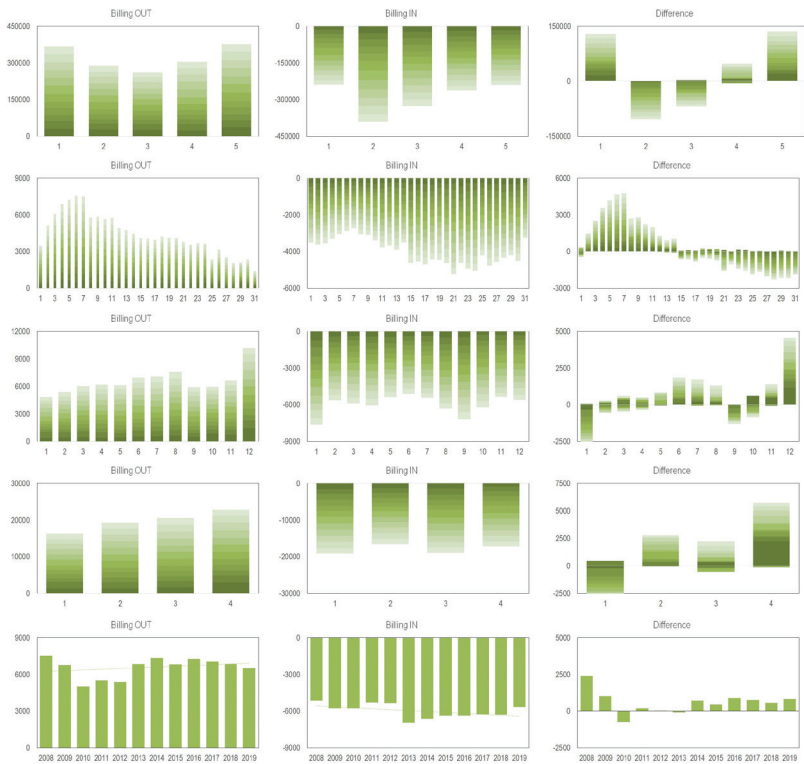 Billing OUT Billing IN Difference
450000 0 150000
300000 -150000 0
150000 -300000 -150000
0 -450000
1 2 3 4 5 1 2 3 4 5 1 2 3 4 5
Billing OUT Billing IN Difference
9000 0 6000
6000 -2000 3000
3000 -4000 0
0 -6000 -3000
1 3 5 7 9 11 13 15 17 19 21 23 25 27 29 31 1 3 5 7 9 11 13 15 17 19 21 23 25 27 29 31 1 3 5 7 9 11 13 15 17 19 21 23 25 27 29 31
Billing OUT Billing IN Difference
12000 0 5000
9000 -3000 2500
6000 -6000 0
3000 -9000 -2500
0
1 2 3 4 5 6 7 8 9 10 11 12 1 2 3 4 5 6 7 8 9 10 11 12 1 2 3 4 5 6 7 8 9 10 11 12
Billing OUT Billing IN Difference
30000 0 7500
20000 -10000 5000
10000 -20000 2500
0 -30000 0
-2500
1 2 3 4 1 2 3 4 1 2 3 4
Billing OUT Billing IN Difference
9000 0 5000
6000 -3000 2500
3000 -6000 0
0 -9000 -2500
2008 2009 2010 2011 2012 2013 2014 2015 2016 2017 2018 2019 2008 2009 2010 2011 2012 2013 2014 2015 2016 2017 2018 2019 2008 2009 2010 2011 2012 2013 2014 2015 2016 2017 2018 2019